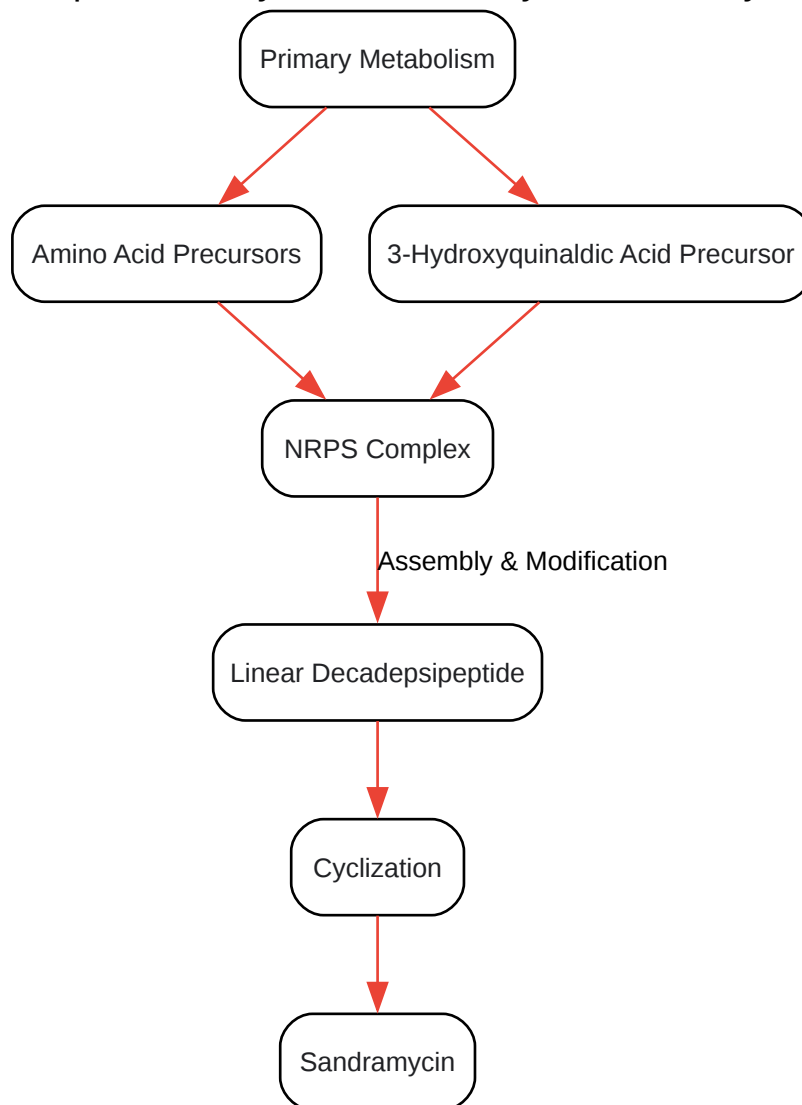 Primary Metabolism
Amino Acid Precursors
3-Hydroxyquinaldic Acid Precursor
NRPS Complex
Assembly & Modification
Linear Decadepsipeptide
Cyclization
Sandramycin